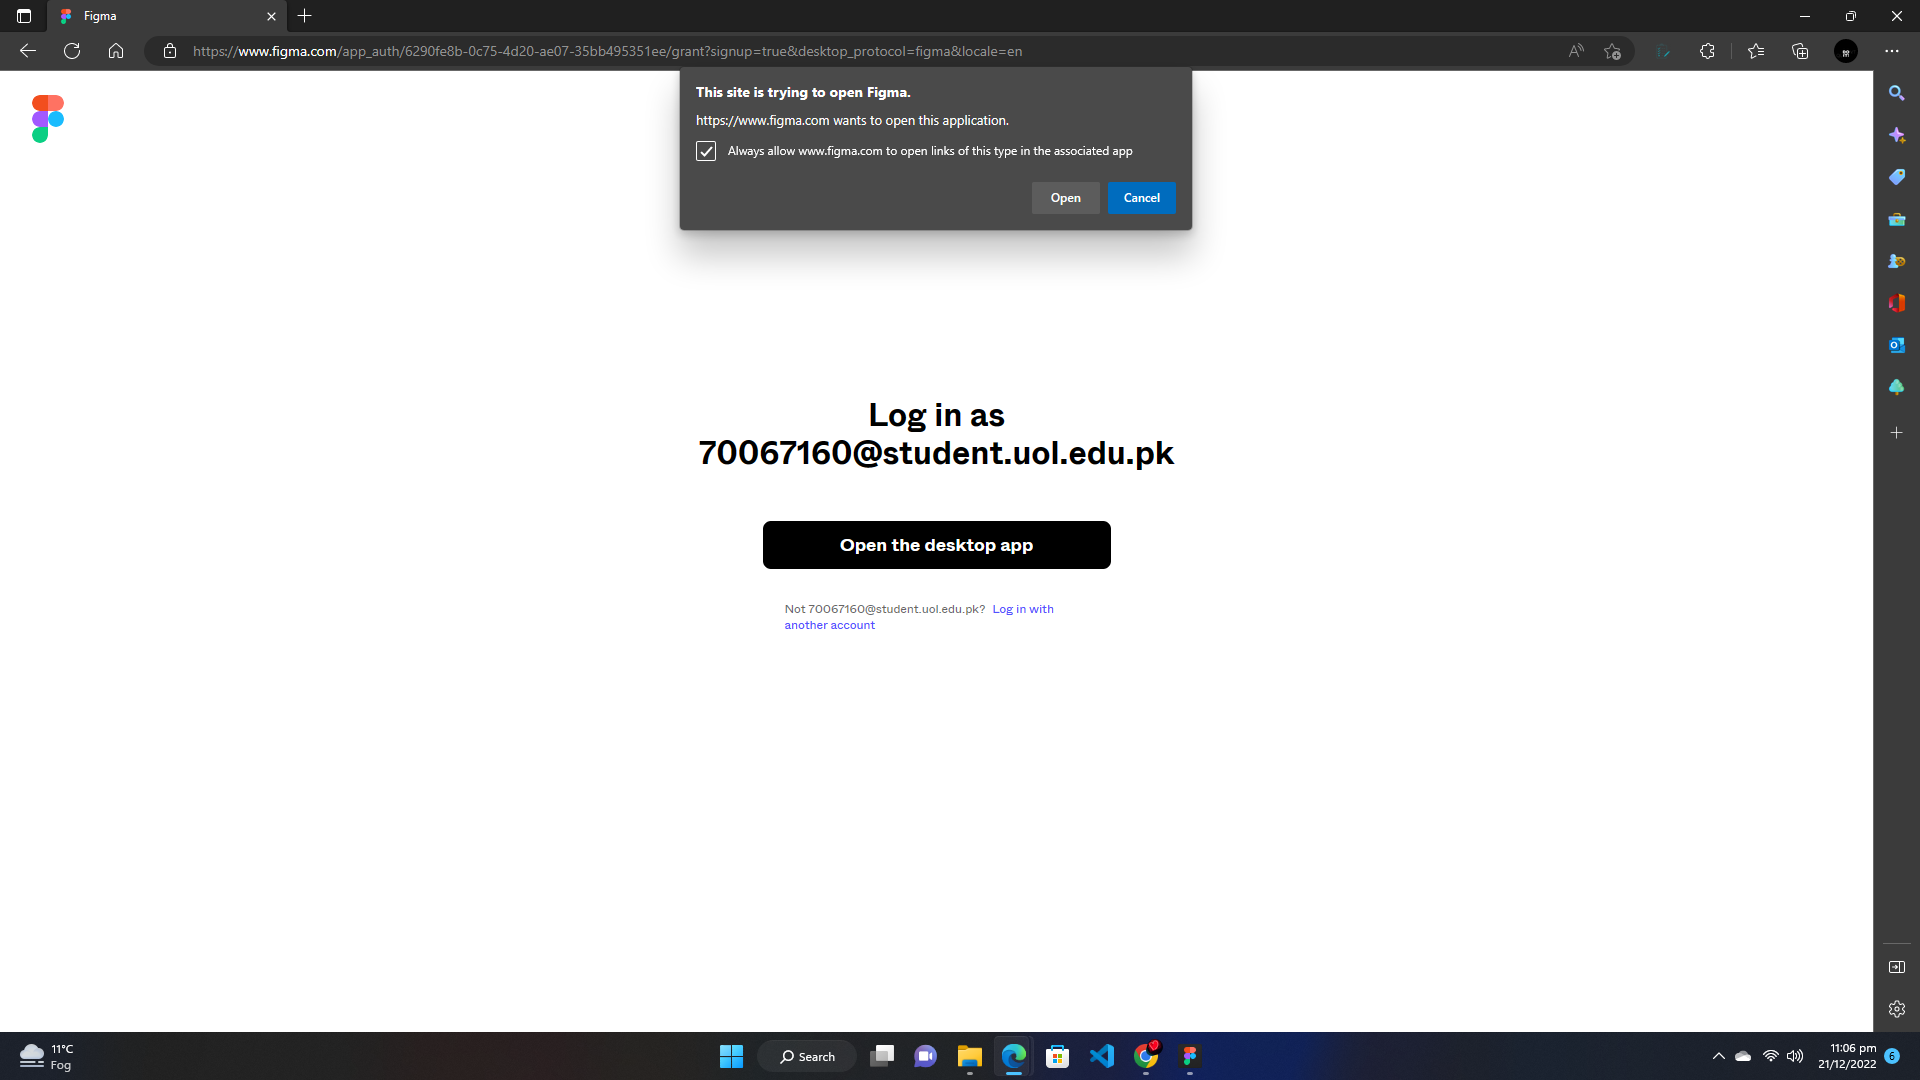 Figma
https://www.figma.com/app_auth/6290fe8b-0c75-4d20-ae07-35bb495351ee/grant?signup=true&desktop_protocol=figma&locale=en
This site is trying to open Figma.
https://www.figma.com wants to open this application.
Always allow www.figma.com to open links of this type in the associated app
Open Cancel
Log in as
70067160@student.uol.edu.pk
Open the desktop app
Not 70067160@student.uol.edu.pk? Log in with
another account
11°C
Fog
Search
11:06 pm
21/12/2022
6